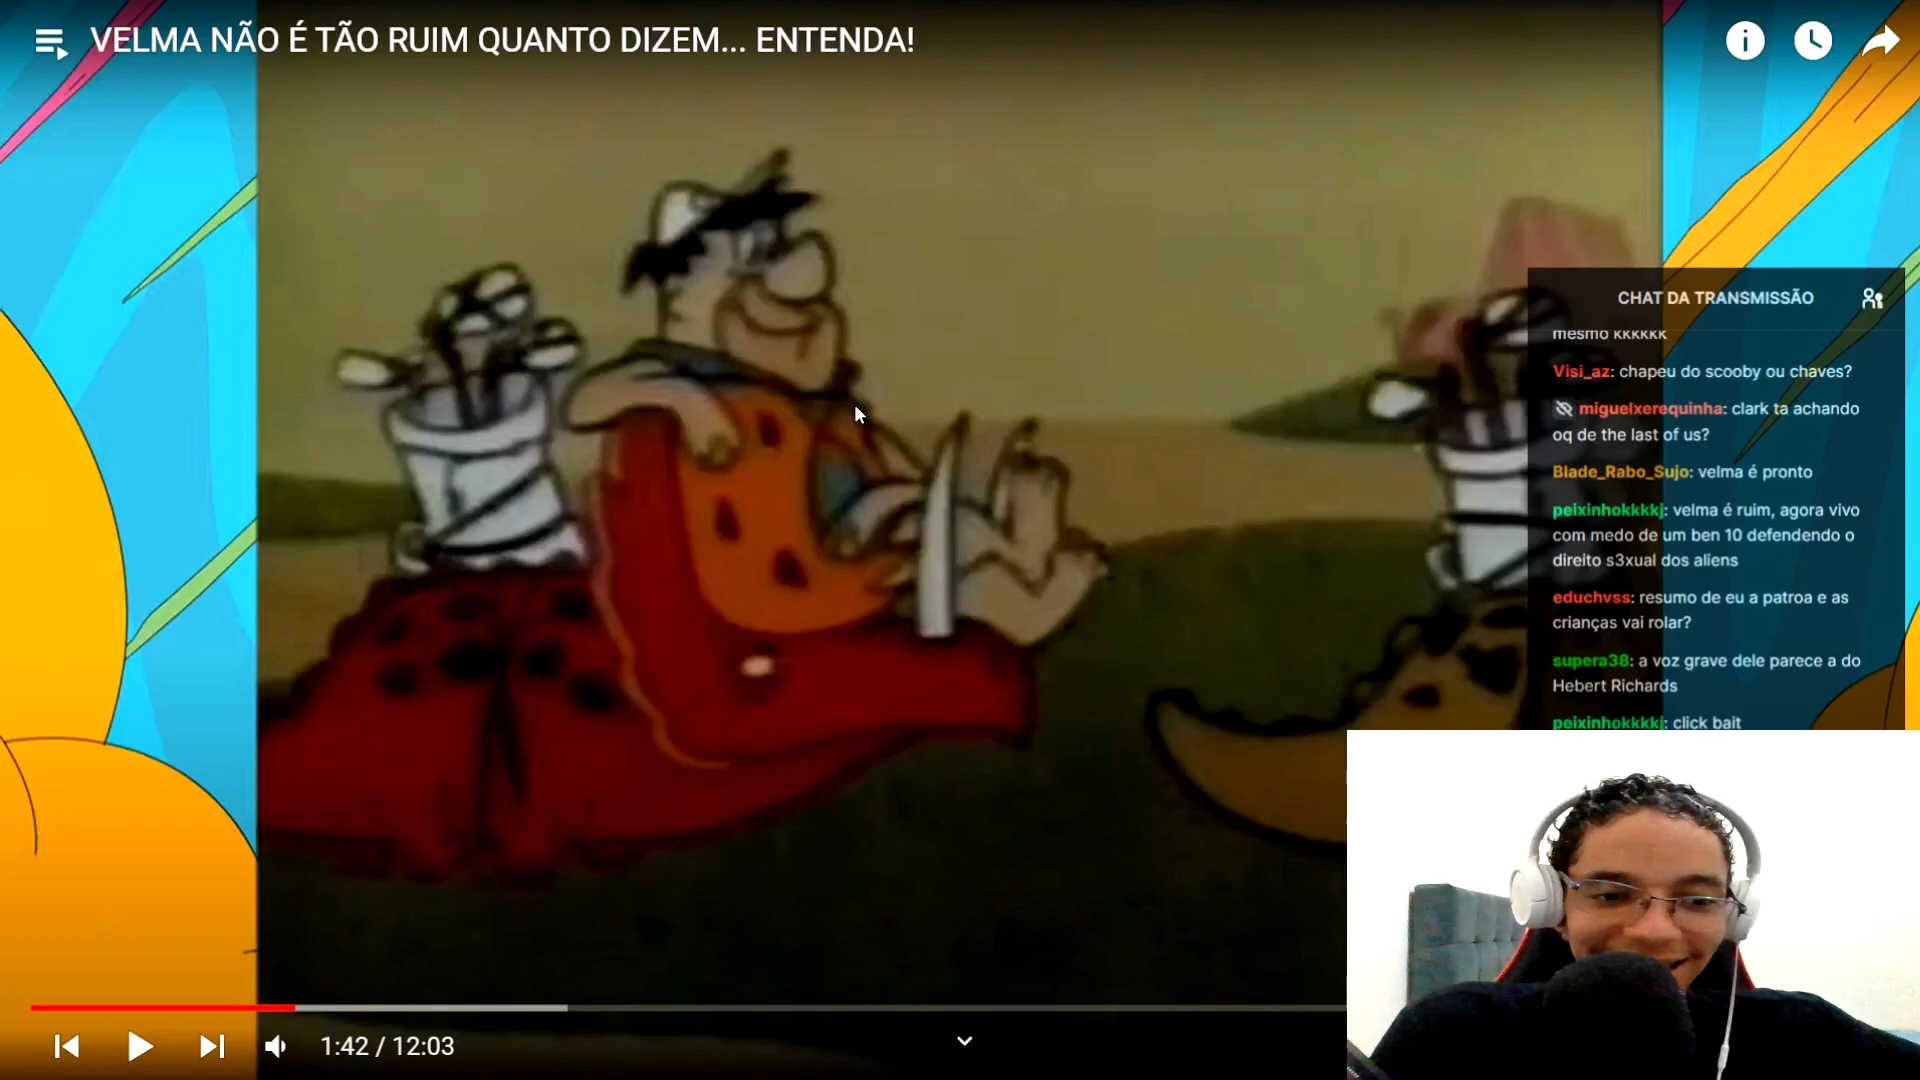 VELMA NÃO É TÃO RUIM QUANTO DIZEM... ENTENDA!
CHAT DA TRANSMISSÃO
mesmo kkkkkk
Visi_az: chapeu do scooby ou chaves?
miguelxerequinha: clark ta achando
oq de the last of us?
Blade_Rabo_Sujo: velma é pronto
peixinhokkkkj: velma é ruim, agora vivo
com medo de um ben 10 defendendo o
direito s3xual dos aliens
educhvss: resumo de eu a patroa e as
crianças vai rolar?
supera38: a voz grave dele parece a do
Hebert Richards
peixinhokkkkj: click bait
1:42 / 12:03